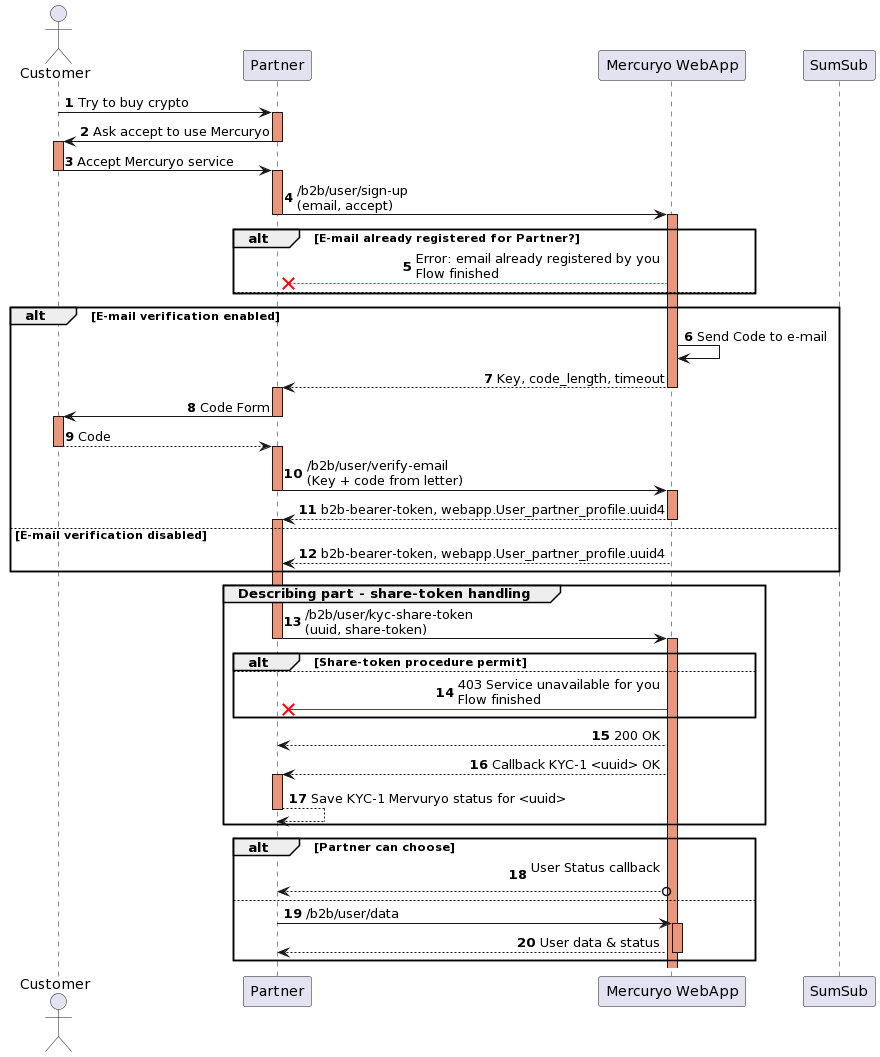 Customer
Partner
Mercuryo WebApp
SumSub
1 Try to buy crypto
2 Ask accept to use Mercuryo
3 Accept Mercuryo service
4 /b2b/user/sign-up
(email, accept)
alt [E-mail already registered for Partner?]
5 Error: email already registered by you
Flow finished
alt [E-mail verification enabled]
6 Send Code to e-mail
7 Key, code_length, timeout
8 Code Form
9 Code
10 /b2b/user/verify-email
(Key + code from letter)
11 b2b-bearer-token, webapp.User_partner_profile.uuid4
[E-mail verification disabled]
12 b2b-bearer-token, webapp.User_partner_profile.uuid4
Describing part - share-token handling
13 /b2b/user/kyc-share-token
(uuid, share-token)
alt [Share-token procedure permit]
14 403 Service unavailable for you
Flow finished
15 200 OK
16 Callback KYC-1 <uuid> OK
17 Save KYC-1 Mervuryo status for <uuid>
alt [Partner can choose]
18 User Status callback
19 /b2b/user/data
20 User data & status
Customer
Partner
Mercuryo WebApp
SumSub